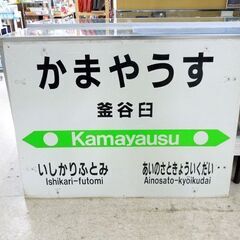 かまやうす
釜谷臼
Kamayausu
いしかりふとみ
Ishikari-futomi
あいのさときょういくだい
Ainosato-kyōikudai